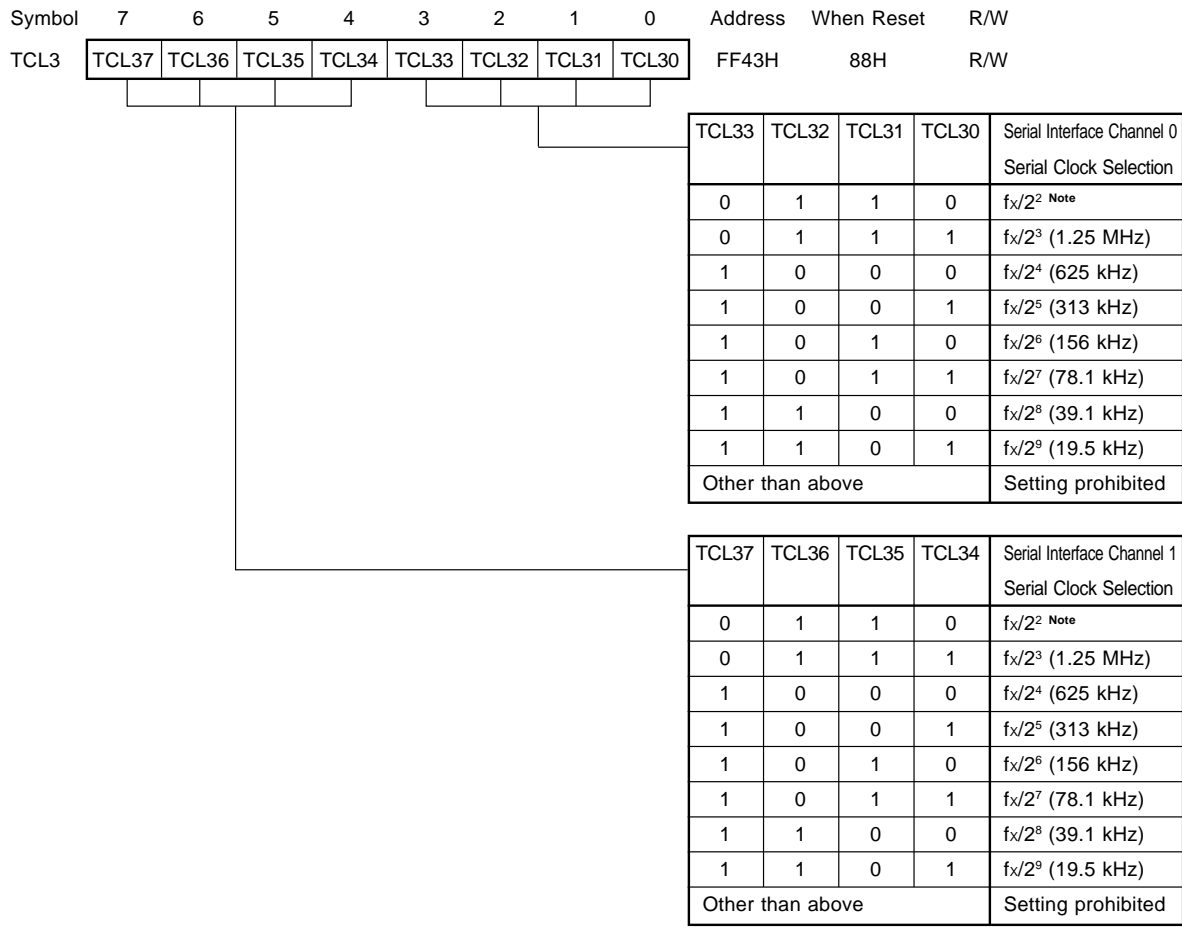 Symbol 7 6 5 4 3 2 1 0 Address When Reset R/W
TCL3 TCL37 TCL36 TCL35 TCL34 TCL33 TCL32 TCL31 TCL30 FF43H 88H R/W
TCL33 TCL32 TCL31 TCL30 Serial Interface Channel 0
Serial Clock Selection
0 1 1 0 fx/2² Note
0 1 1 1 fx/2³ (1.25 MHz)
1 0 0 0 fx/2⁴ (625 kHz)
1 0 0 1 fx/2⁵ (313 kHz)
1 0 1 0 fx/2⁶ (156 kHz)
1 0 1 1 fx/2⁷ (78.1 kHz)
1 1 0 0 fx/2⁸ (39.1 kHz)
1 1 0 1 fx/2⁹ (19.5 kHz)
Other than above Setting prohibited
TCL37 TCL36 TCL35 TCL34 Serial Interface Channel 1
Serial Clock Selection
0 1 1 0 fx/2² Note
0 1 1 1 fx/2³ (1.25 MHz)
1 0 0 0 fx/2⁴ (625 kHz)
1 0 0 1 fx/2⁵ (313 kHz)
1 0 1 0 fx/2⁶ (156 kHz)
1 0 1 1 fx/2⁷ (78.1 kHz)
1 1 0 0 fx/2⁸ (39.1 kHz)
1 1 0 1 fx/2⁹ (19.5 kHz)
Other than above Setting prohibited